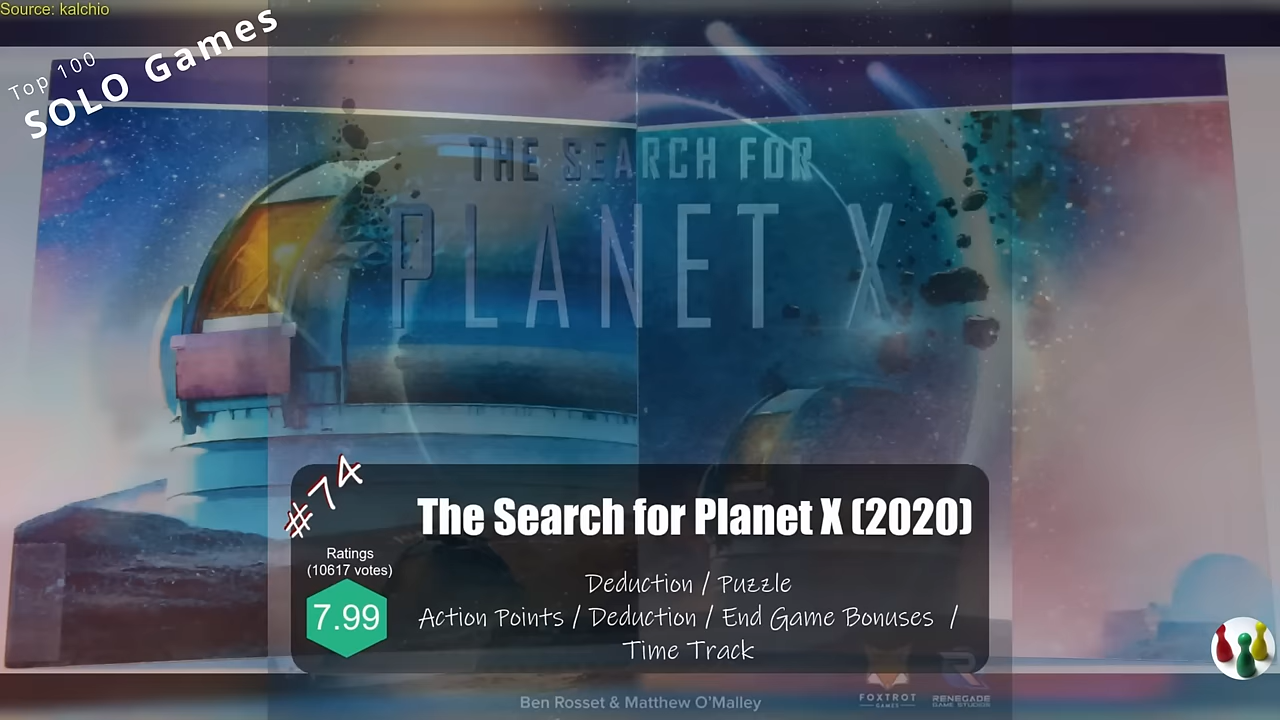 Source: kalchio
Top 100
SOLO Games
THE SEARCH FOR
PLANET X
#74
The Search for Planet X (2020)
Ratings
(10617 votes)
7.99
Deduction / Puzzle
Action Points / Deduction / End Game Bonuses /
Time Track
Ben Rosset & Matthew O'Malley
FOXTROT
GAMES
RENEGADE
GAME STUDIOS